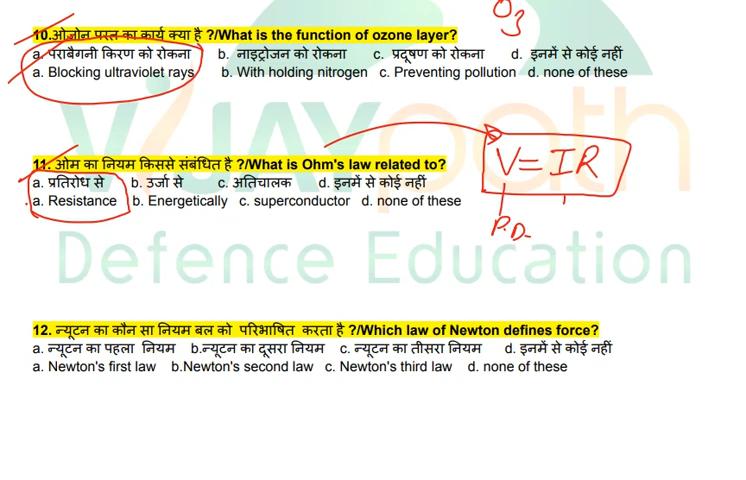 O3
10.ओजोन परत का कार्य क्या है ?/What is the function of ozone layer?
a. पराबैगनी किरण को रोकना b. नाइट्रोजन को रोकना c. प्रदूषण को रोकना d. इनमें से कोई नहीं
a. Blocking ultraviolet rays b. With holding nitrogen c. Preventing pollution d. none of these
11. ओम का नियम किससे संबंधित है ?/What is Ohm's law related to?
V=IR
a. प्रतिरोध से b. उर्जा से c. अतिचालक d. इनमें से कोई नहीं
a. Resistance b. Energetically c. superconductor d. none of these
P.D.
VIJAYpath
Defence Education
12. न्यूटन का कौन सा नियम बल को परिभाषित करता है ?/Which law of Newton defines force?
a. न्यूटन का पहला नियम b.न्यूटन का दूसरा नियम c. न्यूटन का तीसरा नियम d. इनमें से कोई नहीं
a. Newton's first law b.Newton's second law c. Newton's third law d. none of these